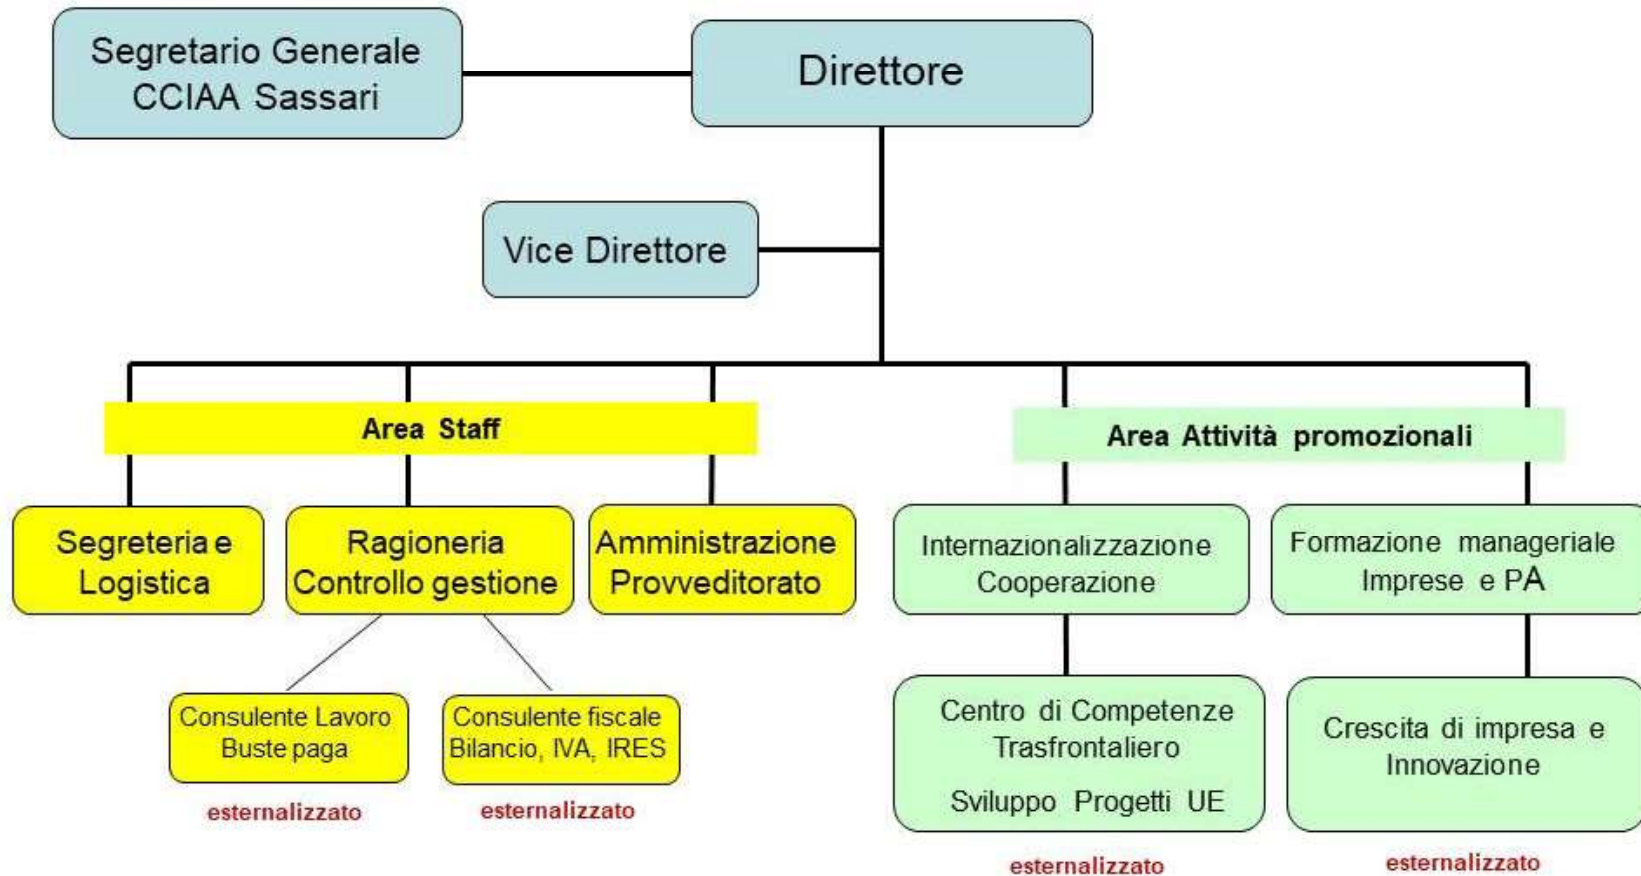 Segretario Generale
CCIAA Sassari
Direttore
Vice Direttore
Area Staff
Area Attività promozionali
Segreteria e
Logistica
Ragioneria
Controllo gestione
Amministrazione
Provveditorato
Internazionalizzazione
Cooperazione
Formazione manageriale
Imprese e PA
Consulente Lavoro
Buste paga
Consulente fiscale
Bilancio, IVA, IRES
Centro di Competenze
Trasfrontaliero
Sviluppo Progetti UE
Crescita di impresa e
Innovazione
esternalizzato
esternalizzato
esternalizzato
esternalizzato